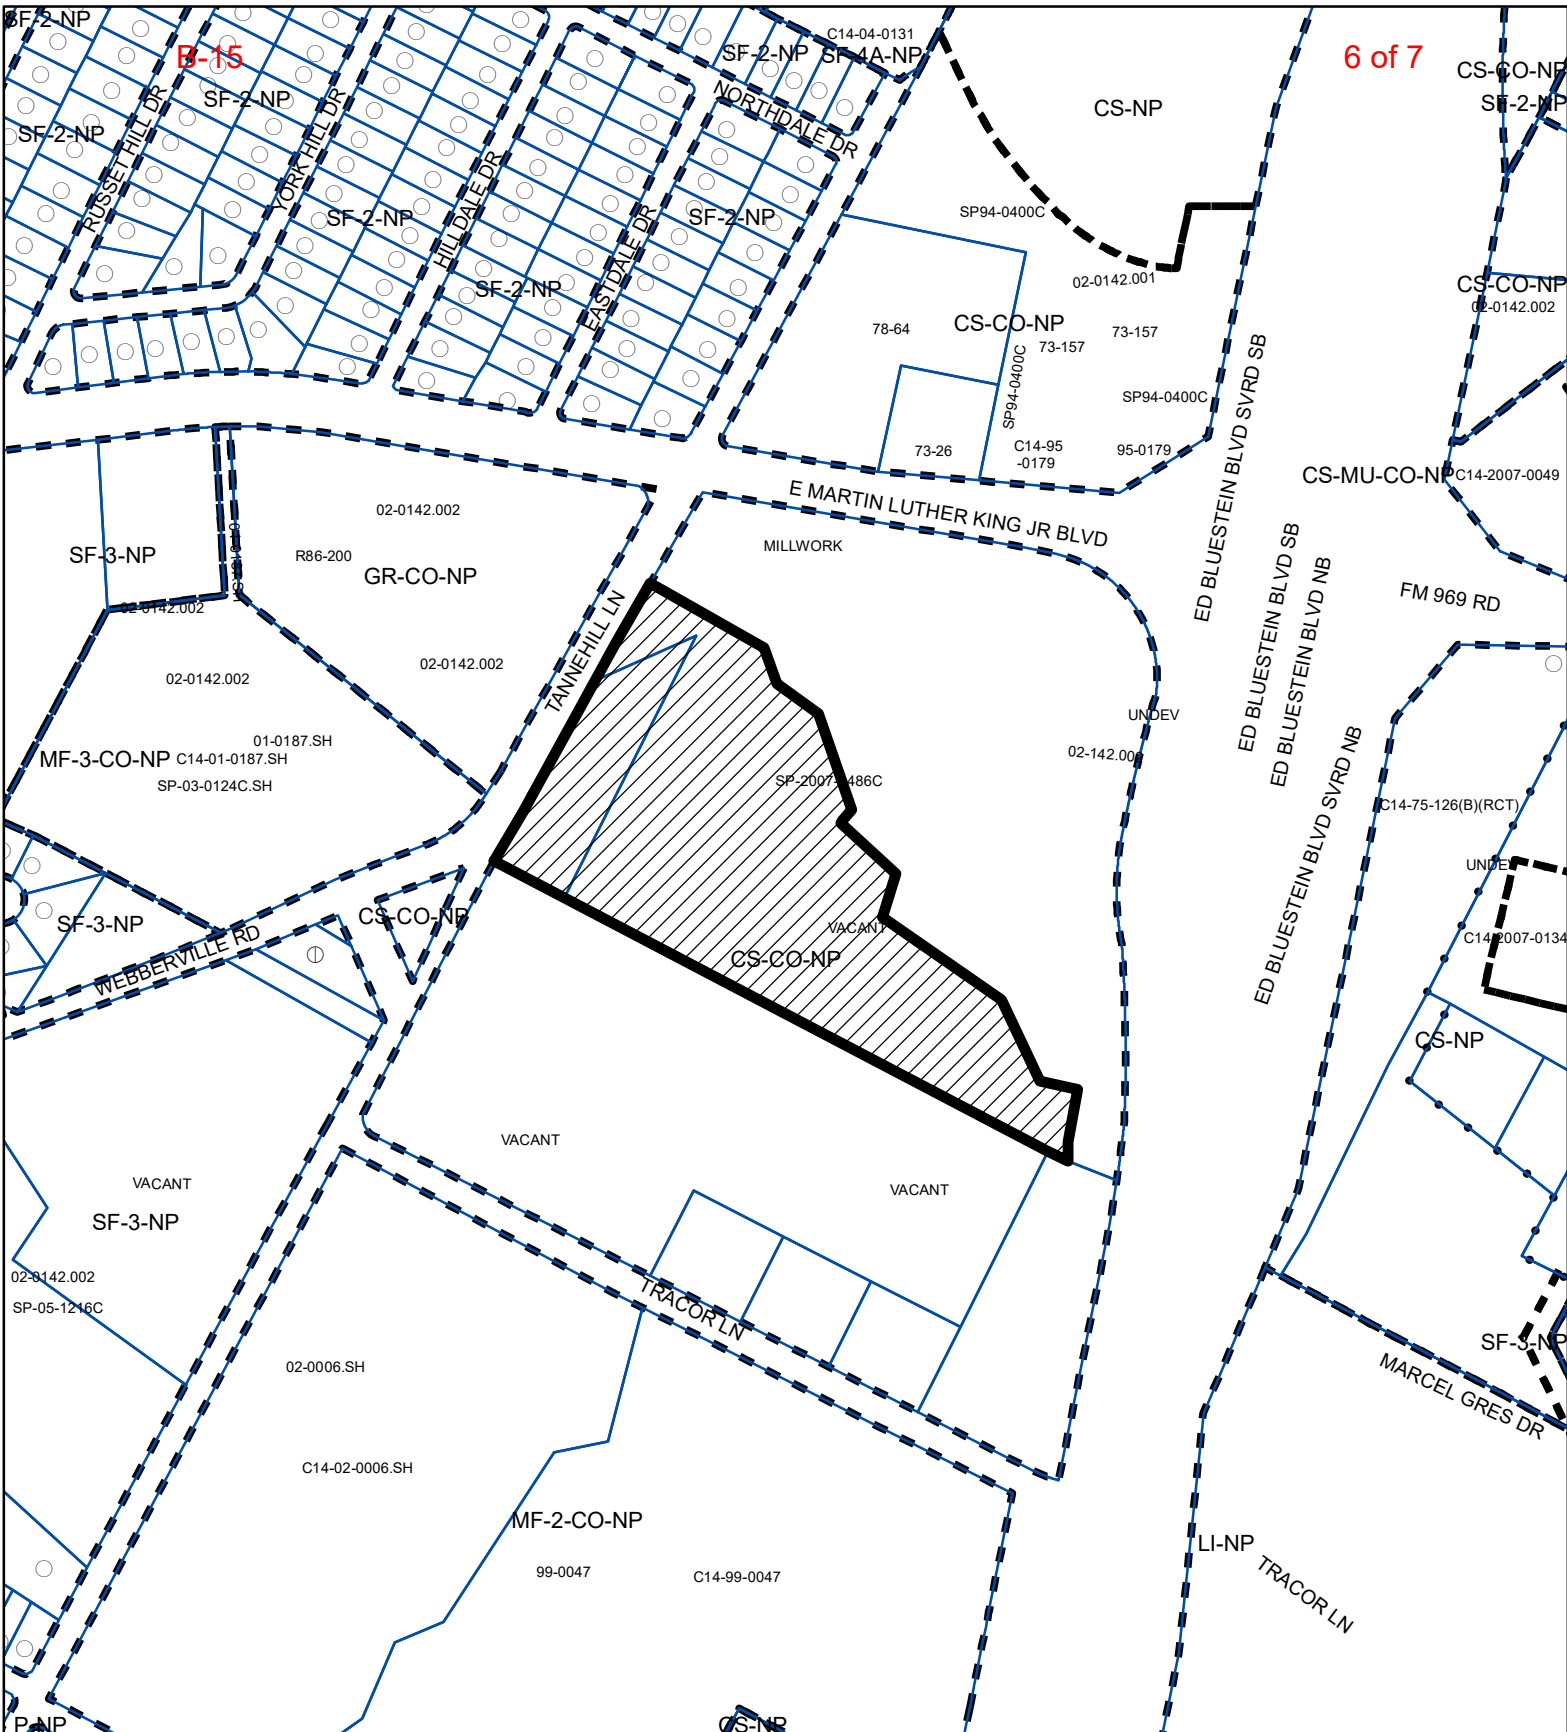 SF-2-NP
B-15
C14-04-0131
SF-2-NP
SF-4A-NP
6 of 7
CS-CO-NP
SF-2-NP
SF-2-NP
SF-2-NP
NORTHDALE DR
CS-NP
RUSSET HILL DR
YORK HILL DR
HILLDALE DR
EASTDALE DR
SF-2-NP
SF-2-NP
SF-2-NP
SP94-0400C
02-0142.001
CS-CO-NP
02-0142.002
78-64
CS-CO-NP
73-157
73-157
SP94-0400C
SP94-0400C
73-26
C14-95
-0179
95-0179
ED BLUESTEIN BLVD SVRD SB
CS-MU-CO-NP
C14-2007-0049
E MARTIN LUTHER KING JR BLVD
02-0142.002
SF-3-NP
R86-200
GR-CO-NP
MILLWORK
ED BLUESTEIN BLVD SB
ED BLUESTEIN BLVD NB
FM 969 RD
02-0142.002
TANNEHILL LN
02-0142.002
02-0142.002
UNDEV
01-0187.SH
MF-3-CO-NP
C14-01-0187.SH
SP-03-0124C.SH
ED BLUESTEIN BLVD SVRD NB
C14-75-126(B)(RCT)
UNDEV
SF-3-NP
CS-CO-NP
WEBBERVILLE RD
VACANT
CS-CO-NP
C14-2007-0134
CS-NP
VACANT
VACANT
VACANT
SF-3-NP
02-0142.002
SP-05-1216C
TRACOR LN
SF-3-NP
MARCEL GRES DR
02-0006.SH
C14-02-0006.SH
MF-2-CO-NP
99-0047
C14-99-0047
LI-NP
TRACOR LN
P-NP